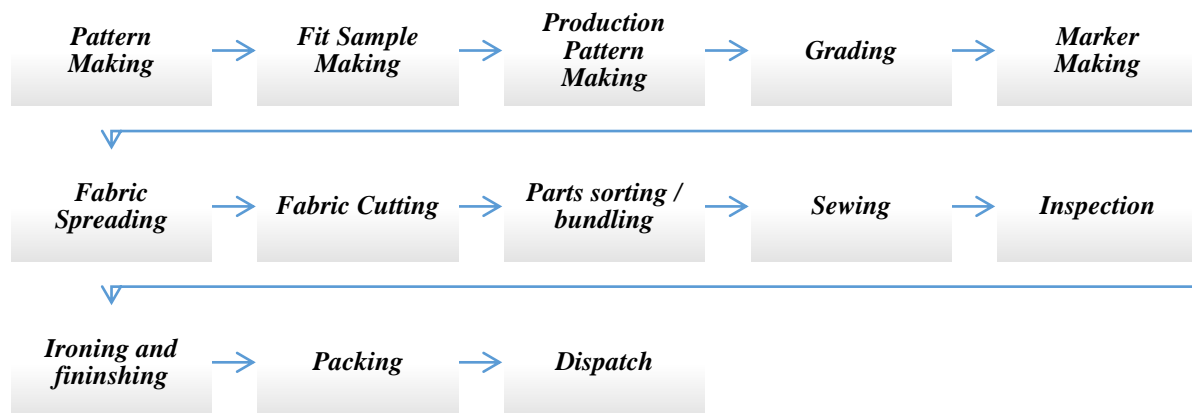 Pattern
Making
Fit Sample
Making
Production
Pattern
Making
Grading
Marker
Making
Fabric
Spreading
Fabric Cutting
Parts sorting /
bundling
Sewing
Inspection
Ironing and
fininshing
Packing
Dispatch